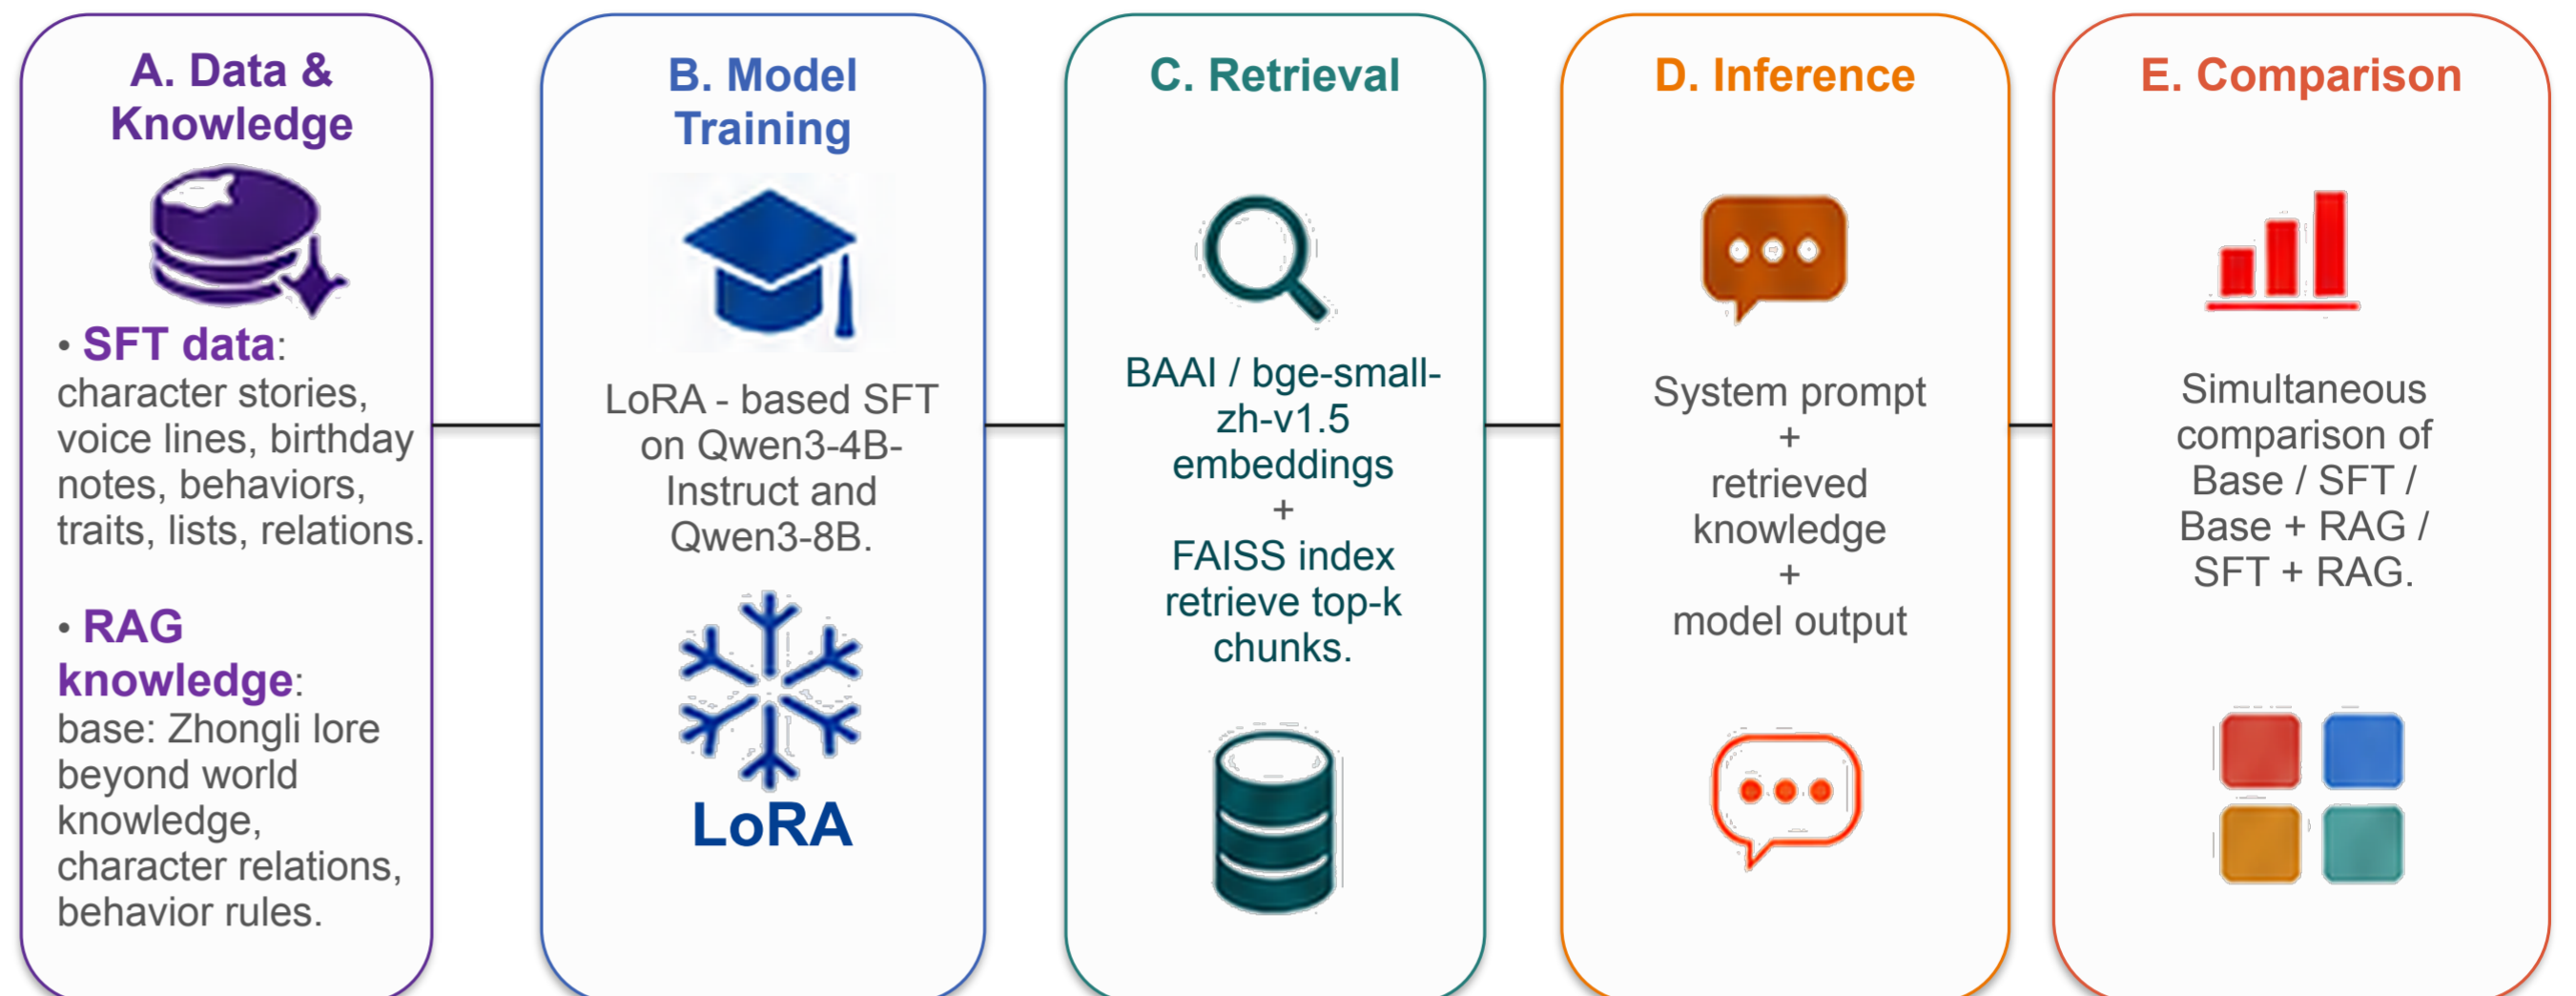 A. Data &
Knowledge
• SFT data:
character stories,
voice lines, birthday
notes, behaviors,
traits, lists, relations.
• RAG
knowledge:
base: Zhongli lore
beyond world
knowledge,
character relations,
behavior rules.
B. Model
Training
LoRA - based SFT
on Qwen3-4B-
Instruct and
Qwen3-8B.
LoRA
C. Retrieval
BAAI / bge-small-
zh-v1.5
embeddings
+
FAISS index
retrieve top-k
chunks.
D. Inference
System prompt
+
retrieved
knowledge
+
model output
E. Comparison
Simultaneous
comparison of
Base / SFT /
Base + RAG /
SFT + RAG.